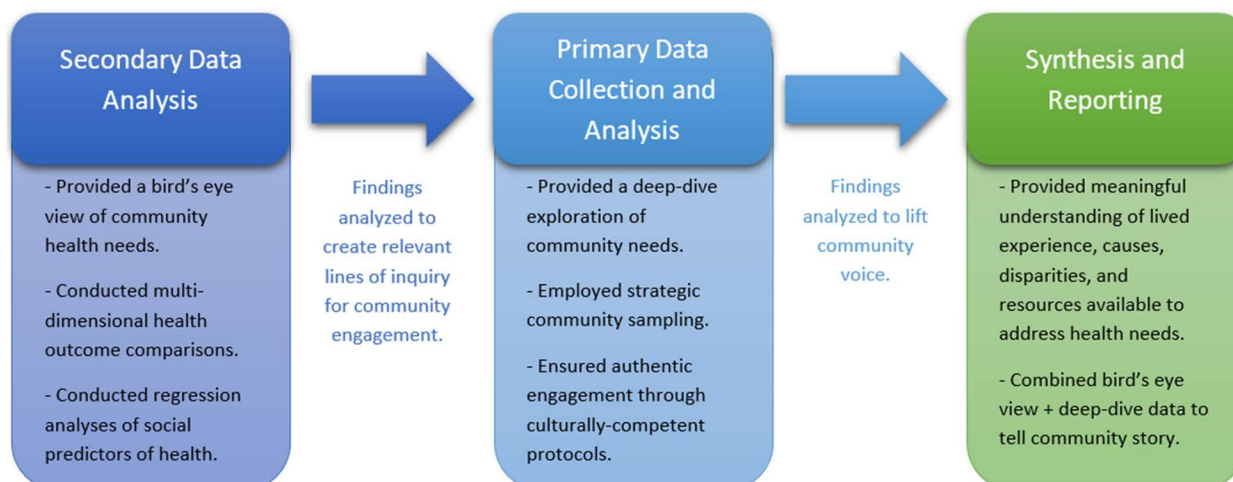 Secondary Data
Analysis
- Provided a bird's eye
view of community
health needs.
- Conducted multi-
dimensional health
outcome comparisons.
- Conducted regression
analyses of social
predictors of health.
Findings
analyzed to
create relevant
lines of inquiry
for community
engagement.
Primary Data
Collection and
Analysis
- Provided a deep-dive
exploration of
community needs.
- Employed strategic
community sampling.
- Ensured authentic
engagement through
culturally-competent
protocols.
Findings
analyzed to lift
community
voice.
Synthesis and
Reporting
- Provided meaningful
understanding of lived
experience, causes,
disparities, and
resources available to
address health needs.
- Combined bird's eye
view + deep-dive data to
tell community story.